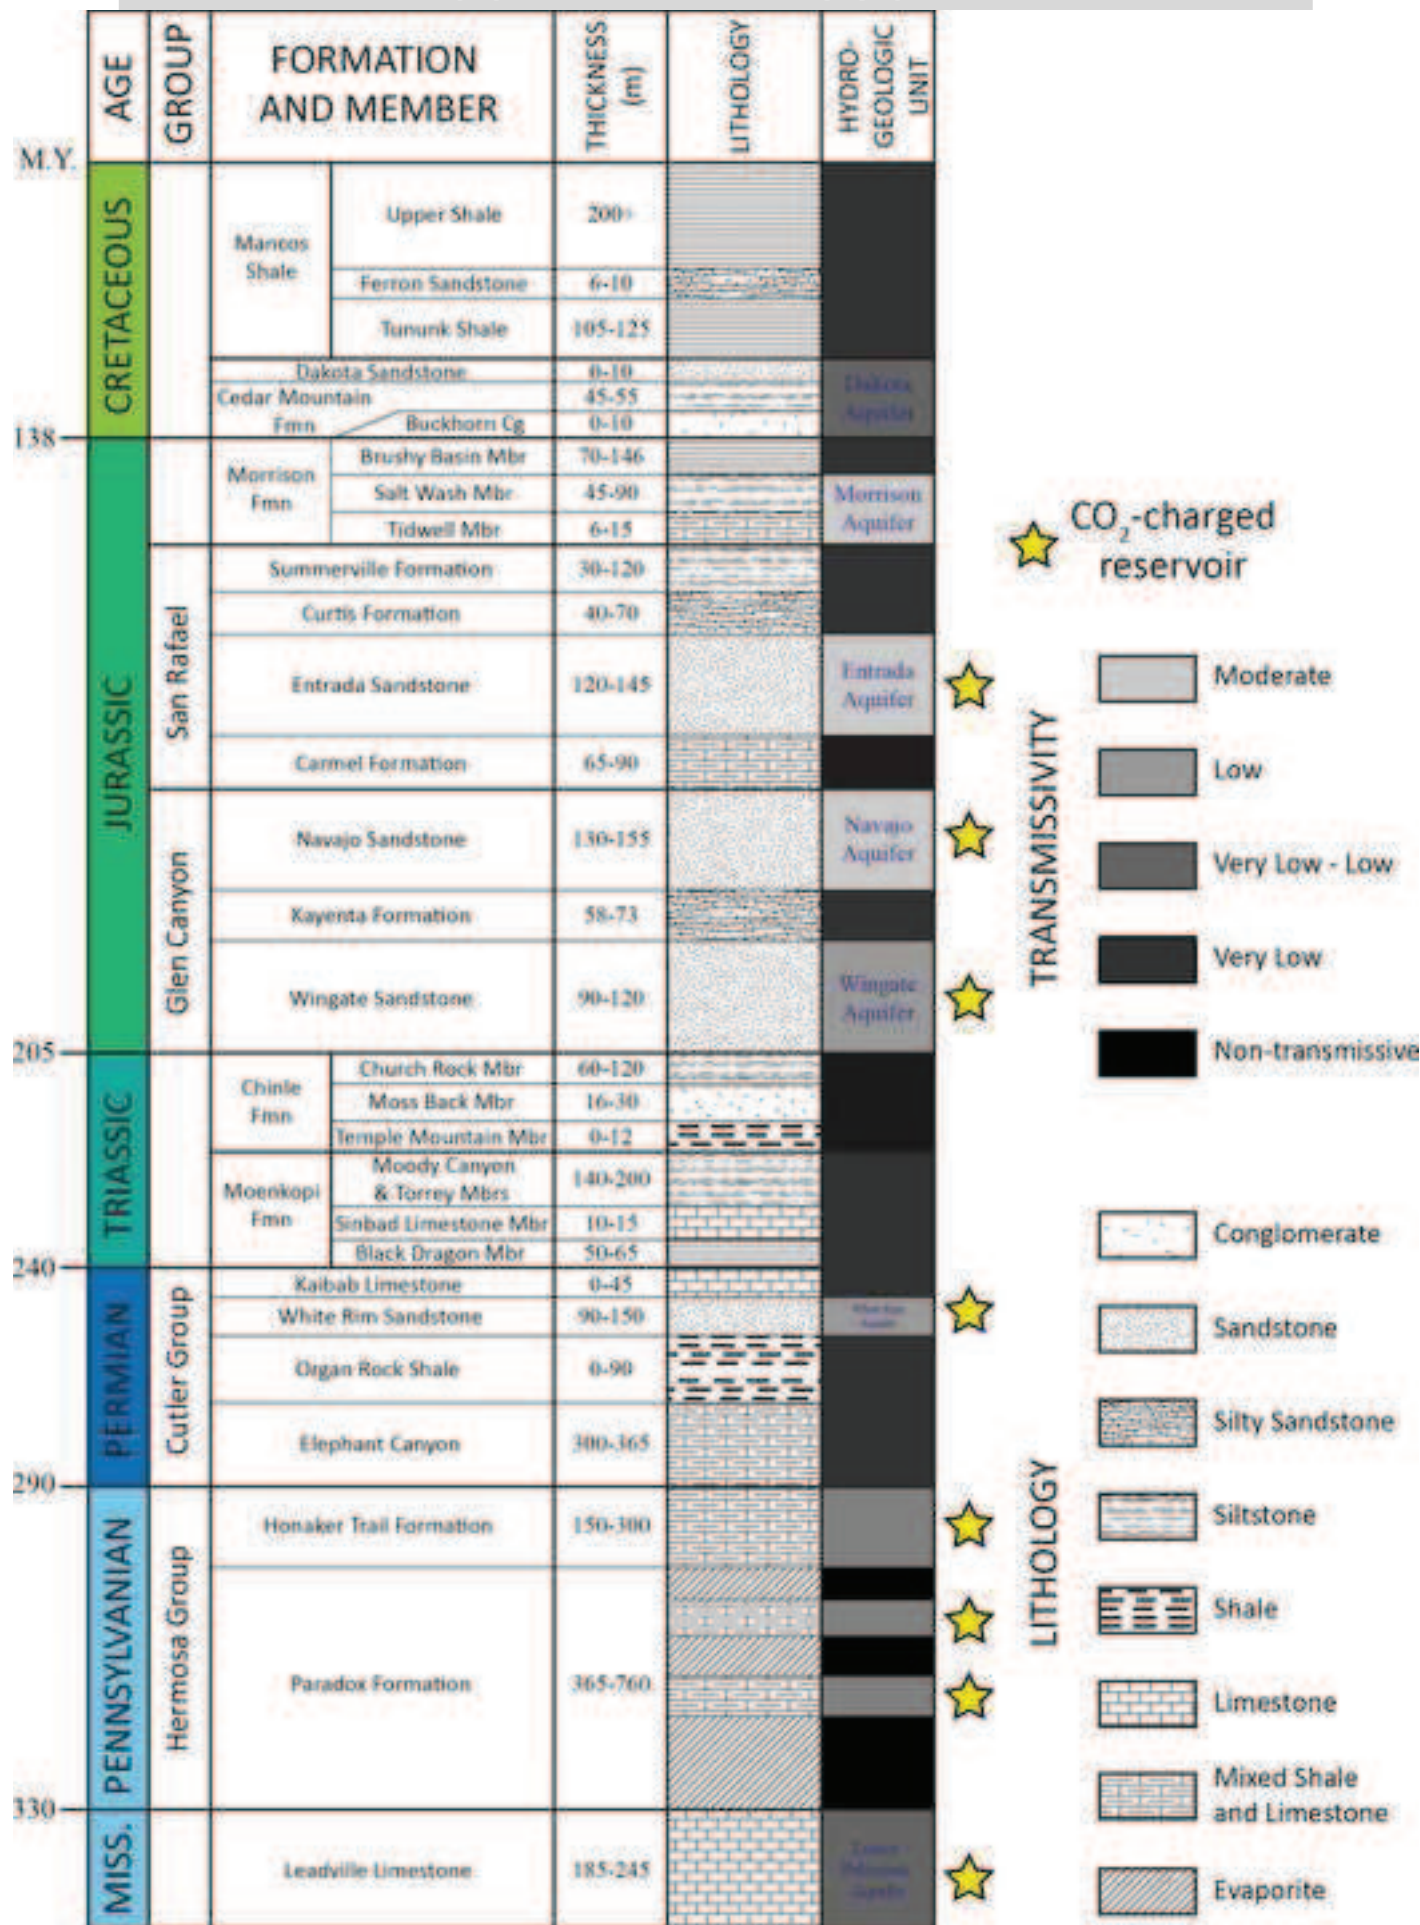 AGE
GROUP
FORMATION
AND MEMBER
THICKNESS
(m)
LITHOLOGY
HYDRO-
GEOLOGIC
UNIT
M.Y.
CRETACEOUS
Mancos
Shale
Upper Shale
200+
Ferron Sandstone
6-10
Tununk Shale
105-125
Dakota Sandstone
0-10
Dakota
Aquifer
Cedar Mountain
Fmn
45-55
Buckhorn Cg
0-10
138
JURASSIC
Morrison
Fmn
Brushy Basin Mbr
70-146
Salt Wash Mbr
45-90
Morrison
Aquifer
Tidwell Mbr
6-15
San Rafael
Summerville Formation
30-120
Curtis Formation
40-70
Entrada Sandstone
120-145
Entrada
Aquifer
Carmel Formation
65-90
Glen Canyon
Navajo Sandstone
130-155
Navajo
Aquifer
Kayenta Formation
58-73
Wingate Sandstone
90-120
Wingate
Aquifer
205
TRIASSIC
Chinle
Fmn
Church Rock Mbr
60-120
Moss Back Mbr
16-30
Temple Mountain Mbr
0-12
Moenkopi
Fmn
Moody Canyon
& Torrey Mbrs
140-200
Sinbad Limestone Mbr
10-15
Black Dragon Mbr
50-65
240
PERMIAN
Cutler Group
Kaibab Limestone
0-45
White Rim Sandstone
90-150
Organ Rock Shale
0-90
Elephant Canyon
300-365
290
PENNSYLVANIAN
Hermosa Group
Honaker Trail Formation
150-300
Paradox Formation
365-760
330
MISS.
Leadville Limestone
185-245
CO₂-charged
reservoir
TRANSMISSIVITY
Moderate
Low
Very Low - Low
Very Low
Non-transmissive
LITHOLOGY
Conglomerate
Sandstone
Silty Sandstone
Siltstone
Shale
Limestone
Mixed Shale
and Limestone
Evaporite